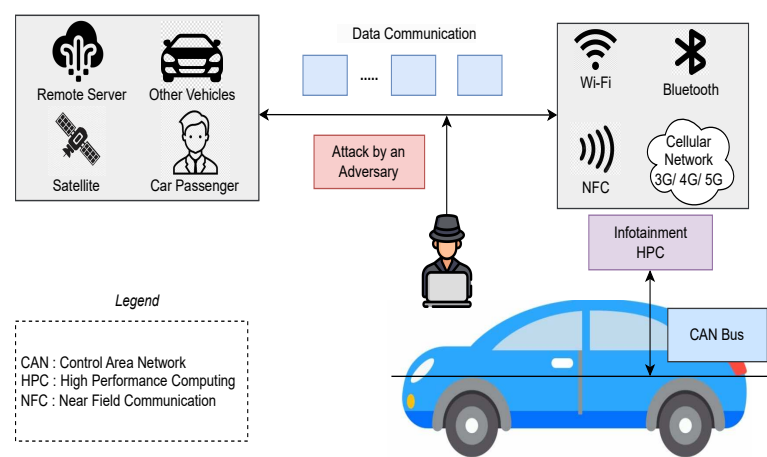 Data Communication
.....
Remote Server
Other Vehicles
Satellite
Car Passenger
Attack by an
Adversary
Wi-Fi
Bluetooth
NFC
Cellular
Network
3G/ 4G/ 5G
Infotainment
HPC
CAN Bus
Legend
CAN : Control Area Network
HPC : High Performance Computing
NFC : Near Field Communication